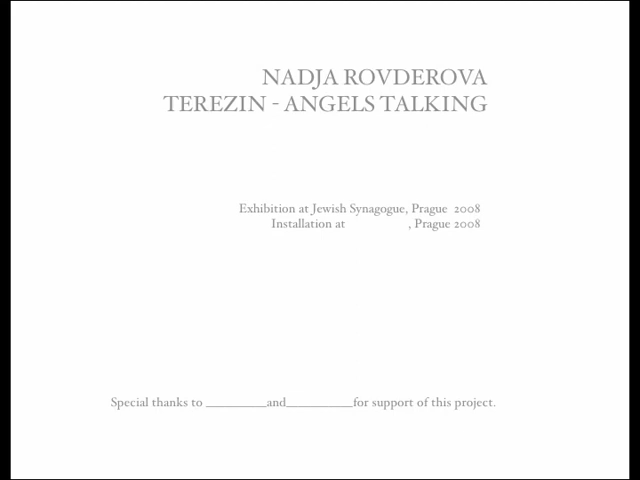 NADJA ROVDEROVA
TEREZIN - ANGELS TALKING
Exhibition at Jewish Synagogue, Prague 2008
Installation at , Prague 2008
Special thanks to _________and__________for support of this project.